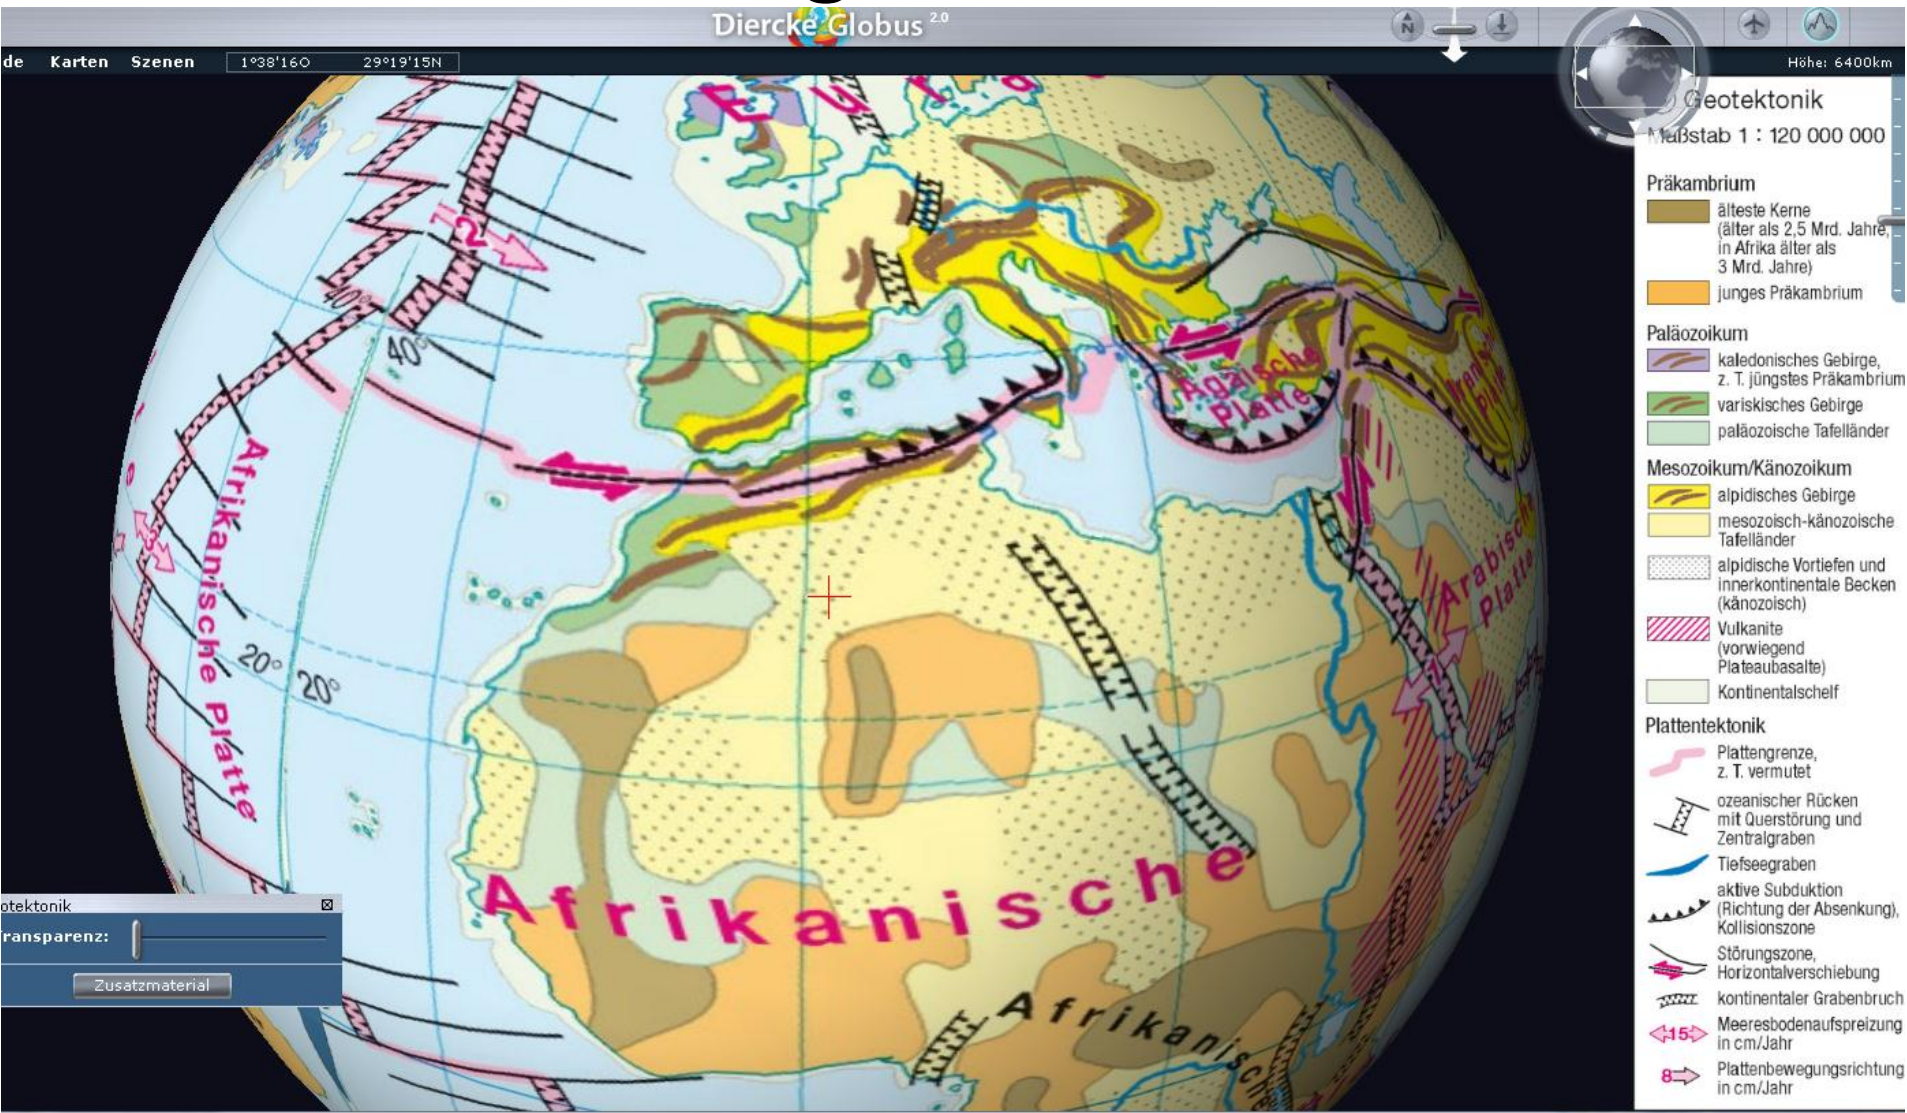 Diercke Globus 2.0
de Karten Szenen 1°38'16O 29°19'15N
N
Höhe: 6400km
Geotektonik
Maßstab 1 : 120 000 000
Präkambrium
älteste Kerne
(älter als 2,5 Mrd. Jahre,
in Afrika älter als
3 Mrd. Jahre)
junges Präkambrium
Paläozoikum
kaledonisches Gebirge,
z. T. jüngstes Präkambrium
variskisches Gebirge
paläozoische Tafelländer
Mesozoikum/Känozoikum
alpidisches Gebirge
mesozoisch-känozoische
Tafelländer
alpidische Vortiefen und
innerkontinentale Becken
(känozoisch)
Vulkanite
(vorwiegend
Plateaubasalte)
Kontinentalschelf
Plattentektonik
Plattengrenze,
z. T. vermutet
ozeanischer Rücken
mit Querstörung und
Zentralgraben
Tiefseegraben
aktive Subduktion
(Richtung der Absenkung),
Kollisionszone
Störungszone,
Horizontalverschiebung
kontinentaler Grabenbruch
15
Meeresbodenaufspreizung
in cm/Jahr
8
Plattenbewegungsrichtung
in cm/Jahr
2
40°
40°
Ägäische
Platte
Afrikanische Platte
3
20° 20°
Arabische
Platte
1
Afrikanische
Afrikanische
otektonik
Transparenz:
Zusatzmaterial